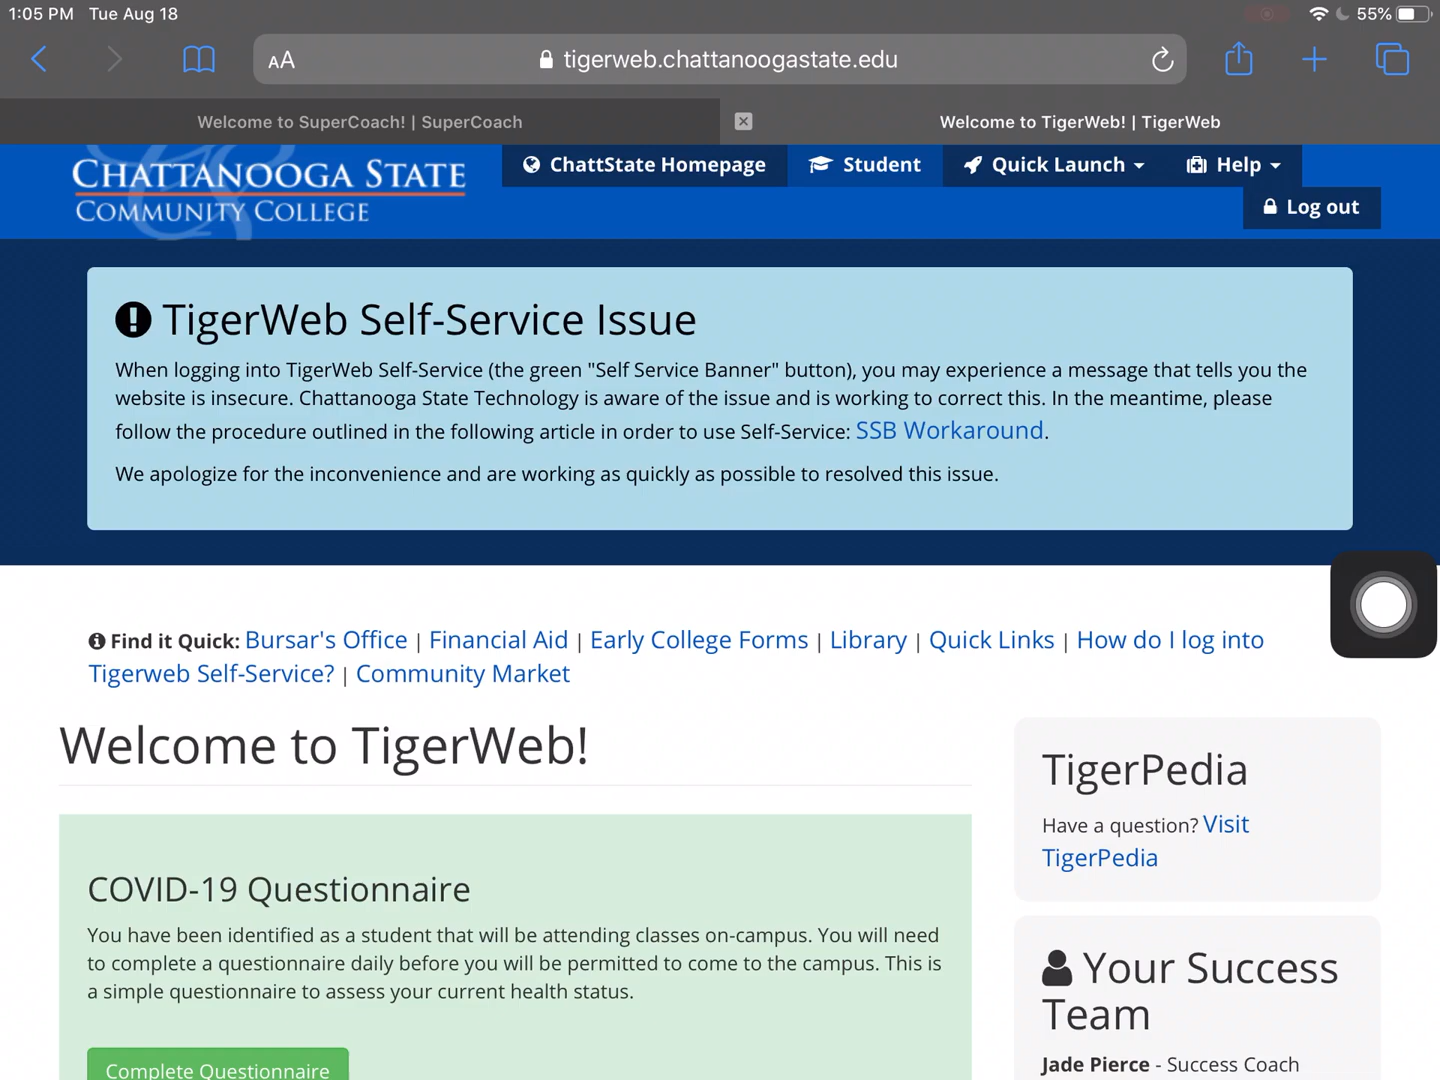 1:05 PM Tue Aug 18
55%
AA
tigerweb.chattanoogastate.edu
Welcome to SuperCoach! | SuperCoach
Welcome to TigerWeb! | TigerWeb
CHATTANOOGA STATE
COMMUNITY COLLEGE
ChattState Homepage
Student
Quick Launch
Help
Log out
TigerWeb Self-Service Issue
When logging into TigerWeb Self-Service (the green "Self Service Banner" button), you may experience a message that tells you the
website is insecure. Chattanooga State Technology is aware of the issue and is working to correct this. In the meantime, please
follow the procedure outlined in the following article in order to use Self-Service: SSB Workaround.
We apologize for the inconvenience and are working as quickly as possible to resolved this issue.
Find it Quick: Bursar's Office | Financial Aid | Early College Forms | Library | Quick Links | How do I log into
Tigerweb Self-Service? | Community Market
Welcome to TigerWeb!
COVID-19 Questionnaire
You have been identified as a student that will be attending classes on-campus. You will need
to complete a questionnaire daily before you will be permitted to come to the campus. This is
a simple questionnaire to assess your current health status.
Complete Questionnaire
TigerPedia
Have a question? Visit
TigerPedia
Your Success
Team
Jade Pierce - Success Coach